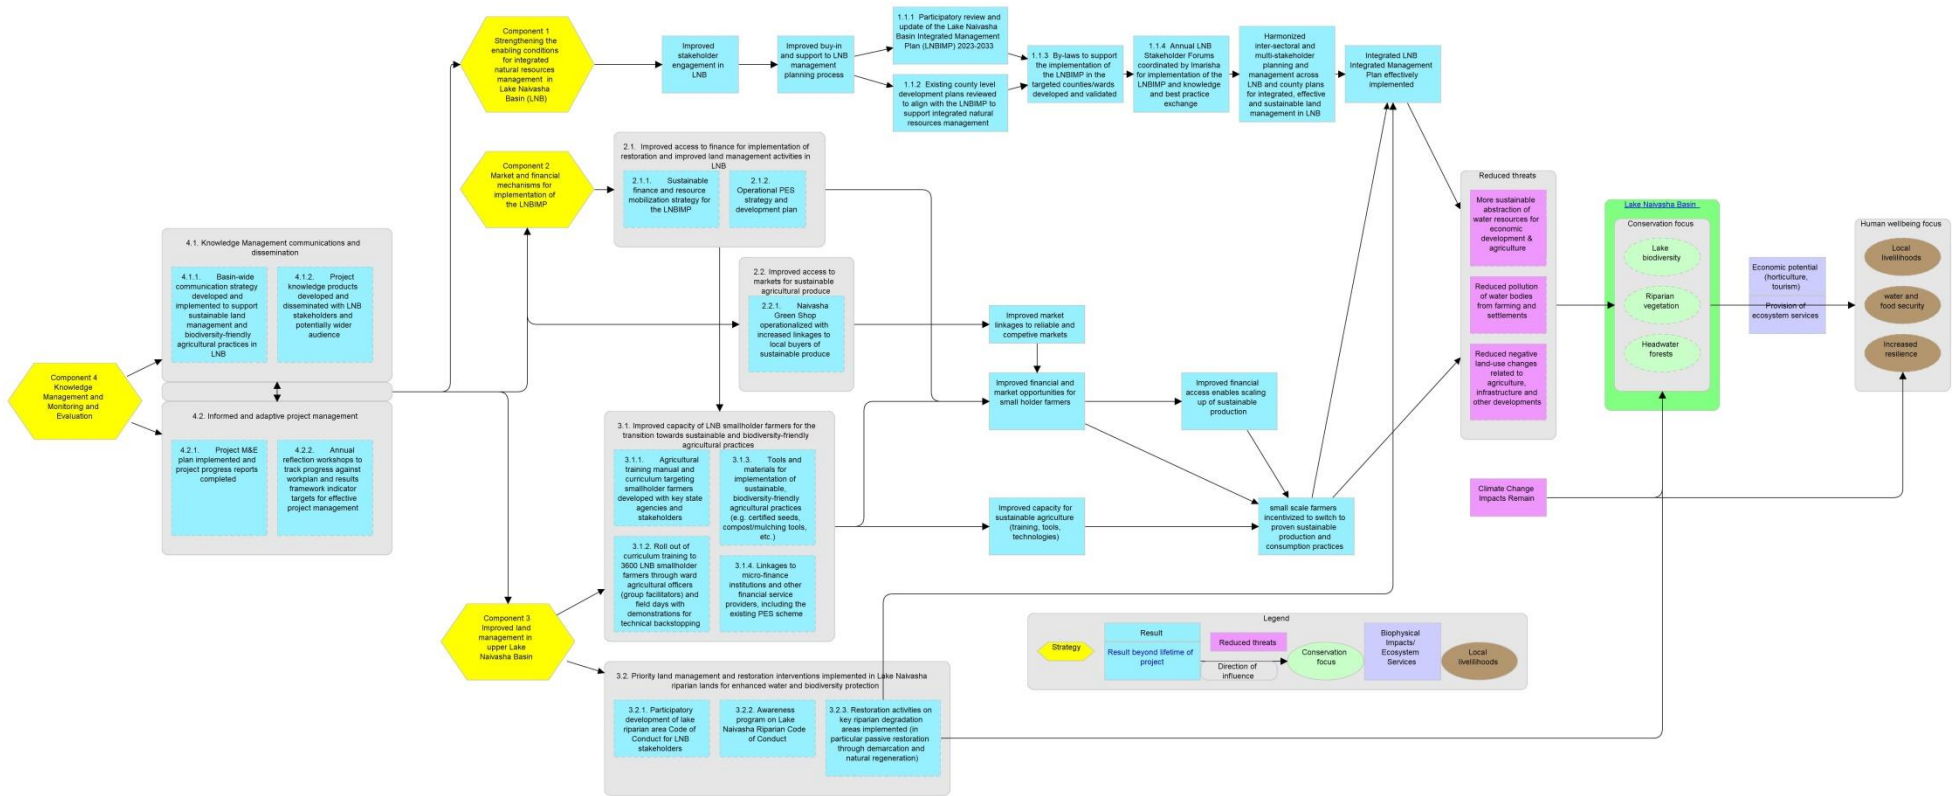 Component 1
Strengthening the
enabling conditions
for integrated
natural resources
management in
Lake Naivasha
Basin (LNB)
Improved
stakeholder
engagement in
LNB
Improved buy-in
and support to LNB
management
planning process
1.1.1 Participatory review and
update of the Lake Naivasha
Basin Integrated Management
Plan (LNBIMP) 2023-2033
1.1.2 Existing county level
development plans reviewed
to align with the LNBIMP to
support integrated natural
resources management
1.1.3 By-laws to support
the implementation of
the LNBIMP in the
targeted counties/wards
developed and validated
1.1.4 Annual LNB
Stakeholder Forums
coordinated by Imarisha
for implementation of the
LNBIMP and knowledge
and best practice
exchange
Harmonized
inter-sectoral and
multi-stakeholder
planning and
management across
LNB and county plans
for integrated, effective
and sustainable land
management in LNB
Integrated LNB
Integrated Management
Plan effectively
implemented
Component 2
Market and financial
mechanisms for
implementation of
the LNBIMP
2.1. Improved access to finance for implementation of
restoration and improved land management activities in
LNB
2.1.1. Sustainable
finance and resource
mobilization strategy for
the LNBIMP
2.1.2.
Operational PES
strategy and
development plan
2.2. Improved access to
markets for sustainable
agricultural produce
2.2.1. Naivasha
Green Shop
operationalized with
increased linkages to
local buyers of
sustainable produce
4.1. Knowledge Management communications and
dissemination
4.1.1. Basin-wide
communication strategy
developed and
implemented to support
sustainable land
management and
biodiversity-friendly
agricultural practices in
LNB
4.1.2. Project
knowledge products
developed and
disseminated with LNB
stakeholders and
potentially wider
audience
Component 4
Knowledge
Management and
Monitoring and
Evaluation
4.2. Informed and adaptive project management
4.2.1. Project M&E
plan implemented and
project progress reports
completed
4.2.2. Annual
reflection workshops to
track progress against
workplan and results
framework indicator
targets for effective
project management
Improved market
linkages to reliable and
competive markets
Improved financial and
market opportunities for
small holder farmers
Improved financial
access enables scaling
up of sustainable
production
3.1. Improved capacity of LNB smallholder farmers for the
transition towards sustainable and biodiversity-friendly
agricultural practices
3.1.1. Agricultural
training manual and
curriculum targeting
smallholder farmers
developed with key state
agencies and
stakeholders
3.1.2. Roll out of
curriculum training to
3600 LNB smallholder
farmers through ward
agricultural officers
(group facilitators) and
field days with
demonstrations for
technical backstopping
3.1.3. Tools and
materials for
implementation of
sustainable,
biodiversity-friendly
agricultural practices
(e.g. certified seeds,
compost/mulching tools,
etc.)
3.1.4. Linkages to
micro-finance
institutions and other
financial service
providers, including the
existing PES scheme
Improved capacity for
sustainable agriculture
(training, tools,
technologies)
small scale farmers
incentivized to switch to
proven sustainable
production and
consumption practices
Component 3
Improved land
management in
upper Lake
Naivasha Basin
3.2. Priority land management and restoration interventions implemented in Lake Naivasha
riparian lands for enhanced water and biodiversity protection
3.2.1. Participatory
development of lake
riparian area Code of
Conduct for LNB
stakeholders
3.2.2. Awareness
program on Lake
Naivasha Riparian Code
of Conduct
3.2.3. Restoration activities on
key riparian degradation
areas implemented (in
particular passive restoration
through demarcation and
natural regeneration)
Reduced threats
More sustainable
abstraction of
water resources for
economic
development &
agriculture
Reduced pollution
of water bodies
from farming and
settlements
Reduced negative
land-use changes
related to
agriculture,
infrastructure and
other developments
Climate Change
Impacts Remain
Lake Naivasha Basin
Conservation focus
Lake
biodiversity
Riparian
vegetation
Headwater
forests
Economic potential
(horticulture,
tourism)
Provision of
ecosystem services
Human wellbeing focus
Local
livelilihoods
water and
food security
Increased
resilience
Legend
Strategy
Result
Result beyond lifetime of
project
Reduced threats
Direction of
influence
Conservation
focus
Biophysical
Impacts/
Ecosystem
Services
Local
livelilihoods